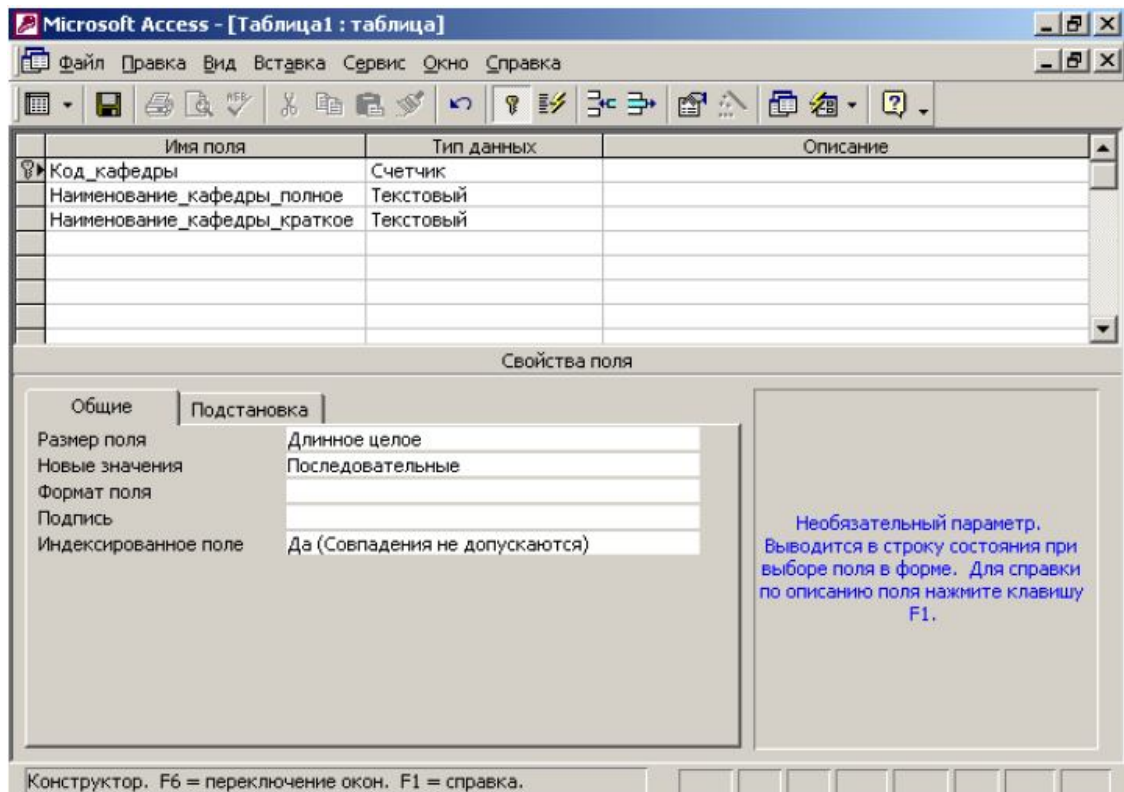 Microsoft Access - [Таблица1 : таблица]
Файл Правка Вид Вставка Сервис Окно Справка
Имя поля Тип данных Описание
Код_кафедры Счетчик
Наименование_кафедры_полное Текстовый
Наименование_кафедры_краткое Текстовый
Свойства поля
Общие Подстановка
Размер поля Длинное целое
Новые значения Последовательные
Формат поля
Подпись
Индексированное поле Да (Совпадения не допускаются)
Необязательный параметр.
Выводится в строку состояния при
выборе поля в форме. Для справки
по описанию поля нажмите клавишу
F1.
Конструктор. F6 = переключение окон. F1 = справка.